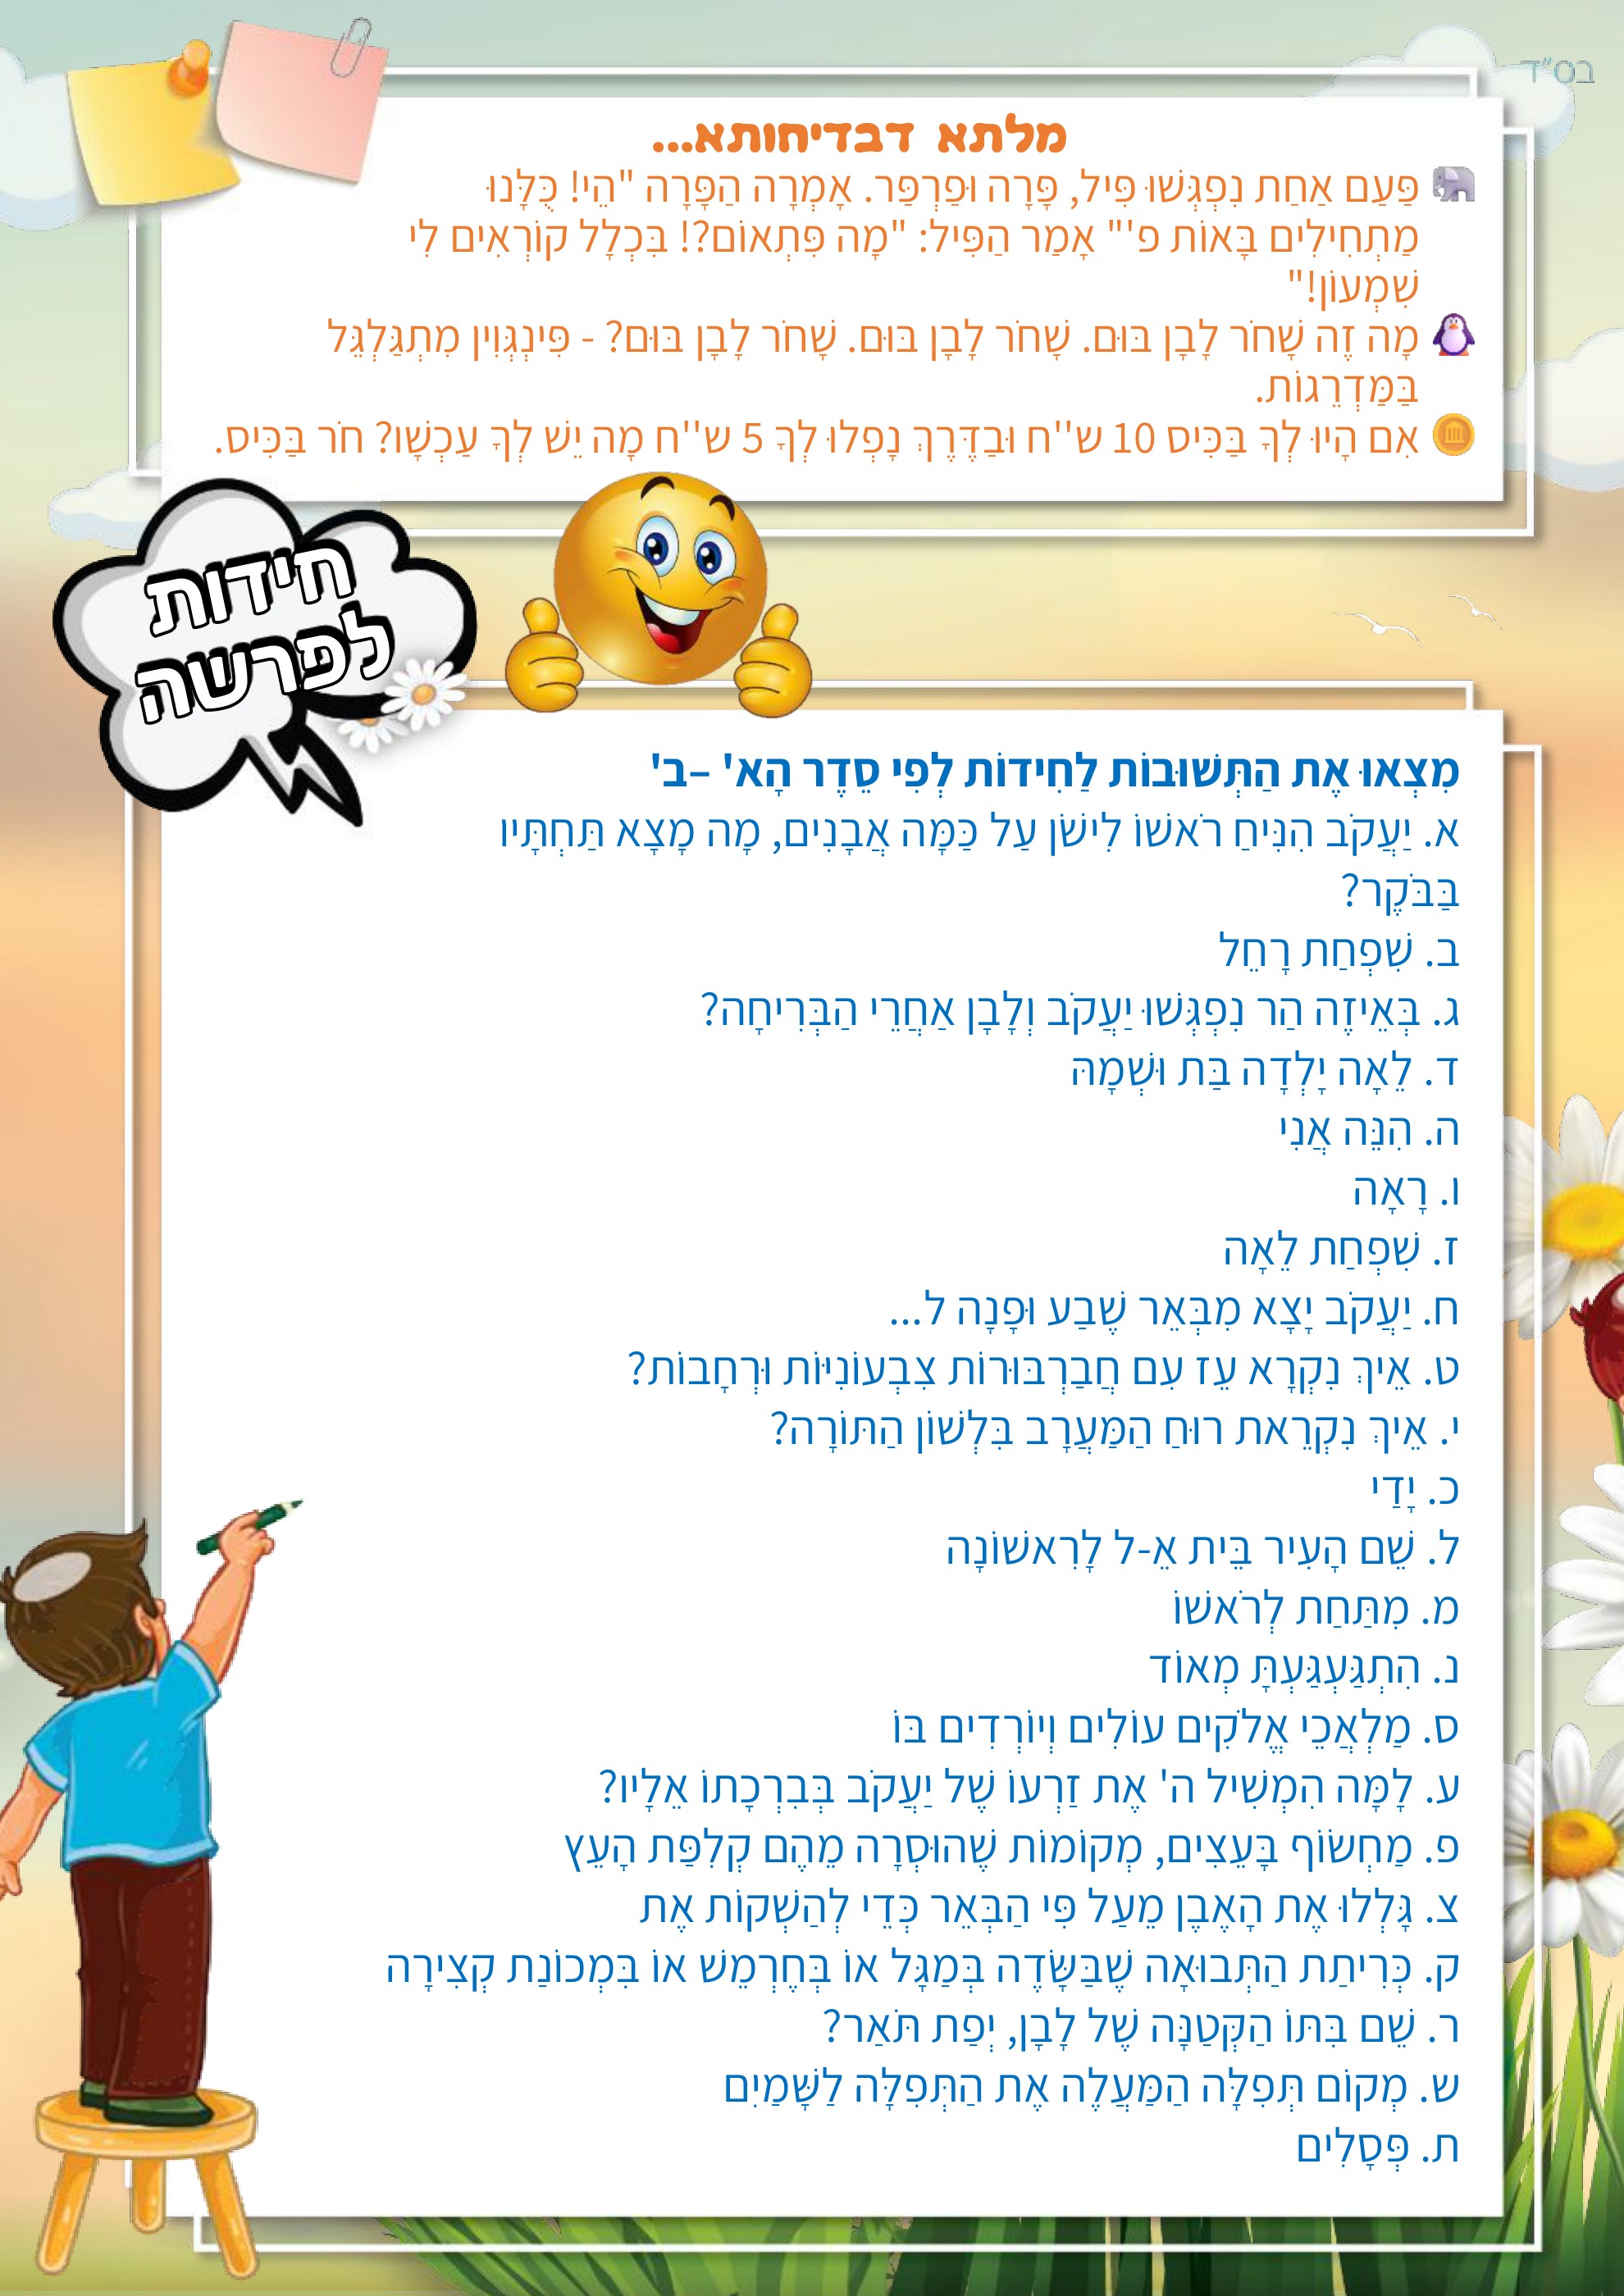 בס"ד
מלתא דבדיחותא...
פַּעַם אַחַת נִפְגְּשׁוּ פִּיל, פָּרָה וּפַרְפַּר. אָמְרָה הַפָּרָה "הֵי! כֻּלָּנוּ
מַתְחִילִים בָּאוֹת פ'" אָמַר הַפִּיל: "מָה פִּתְאוֹם?! בִּכְלָל קוֹרְאִים לִי
שִׁמְעוֹן!"
מָה זֶה שָׁחֹר לָבָן בּוּם. שָׁחֹר לָבָן בּוּם. שָׁחֹר לָבָן בּוּם? - פִּינְגְּוִין מִתְגַּלְגֵּל
בַּמַּדְרֵגוֹת.
אִם הָיוּ לְךָ בַּכִּיס 10 ש''ח וּבַדֶּרֶךְ נָפְלוּ לְךָ 5 ש''ח מָה יֵשׁ לְךָ עַכְשָׁו? חֹר בַּכִּיס.
חידות
לפרשה
מִצְאוּ אֶת הַתְּשׁוּבוֹת לַחִידוֹת לְפִי סֵדֶר הָא' –ב'
א. יַעֲקֹב הִנִּיחַ רֹאשׁוֹ לִישֹׁן עַל כַּמָּה אֲבָנִים, מָה מָצָא תַּחְתָּיו
בַּבֹּקֶר?
ב. שִׁפְחַת רָחֵל
ג. בְּאֵיזֶה הַר נִפְגְּשׁוּ יַעֲקֹב וְלָבָן אַחֲרֵי הַבְּרִיחָה?
ד. לֵאָה יָלְדָה בַּת וּשְׁמָהּ
ה. הִנֵּה אֲנִי
ו. רָאָה
ז. שִׁפְחַת לֵאָה
ח. יַעֲקֹב יָצָא מִבְּאֵר שֶׁבַע וּפָנָה ל...
ט. אֵיךְ נִקְרָא עֵז עִם חֲבַרְבּוּרוֹת צִבְעוֹנִיּוֹת וּרְחָבוֹת?
י. אֵיךְ נִקְרֵאת רוּחַ הַמַּעֲרָב בִּלְשׁוֹן הַתּוֹרָה?
כ. יָדַי
ל. שֵׁם הָעִיר בֵּית אֵ-ל לָרִאשׁוֹנָה
מ. מִתַּחַת לְרֹאשׁוֹ
נ. הִתְגַּעְגַּעְתָּ מְאוֹד
ס. מַלְאֲכֵי אֱלֹקִים עוֹלִים וְיוֹרְדִים בּוֹ
ע. לָמָּה הִמְשִׁיל ה' אֶת זַרְעוֹ שֶׁל יַעֲקֹב בְּבִרְכָתוֹ אֵלָיו?
פ. מַחְשׂוֹף בָּעֵצִים, מְקוֹמוֹת שֶׁהוּסְרָה מֵהֶם קְלִפַּת הָעֵץ
צ. גָּלְלוּ אֶת הָאֶבֶן מֵעַל פִּי הַבְּאֵר כְּדֵי לְהַשְׁקוֹת אֶת
ק. כְּרִיתַת הַתְּבוּאָה שֶׁבַּשָּׂדֶה בְּמַגָּל אוֹ בְּחֶרְמֵשׁ אוֹ בִּמְכוֹנַת קְצִירָה
ר. שֵׁם בִּתּוֹ הַקְּטַנָּה שֶׁל לָבָן, יְפַת תֹּאַר?
ש. מְקוֹם תְּפִלָּה הַמַּעֲלֶה אֶת הַתְּפִלָּה לַשָּׁמַיִם
ת. פְּסָלִים